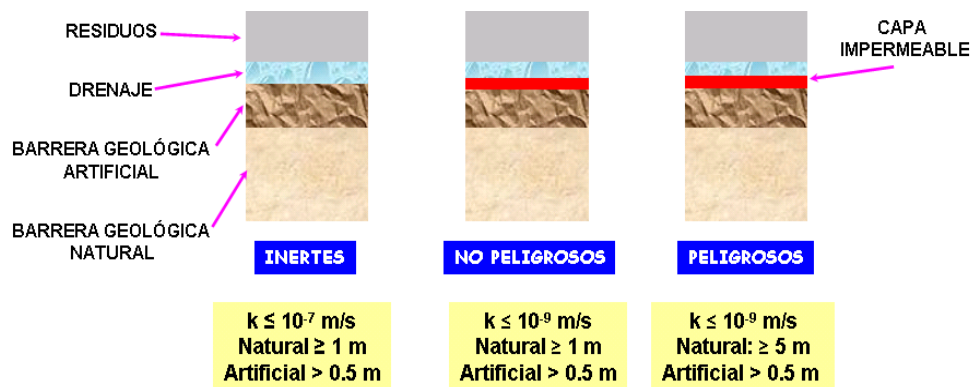 RESIDUOS
DRENAJE
BARRERA GEOLÓGICA
ARTIFICIAL
BARRERA GEOLÓGICA
NATURAL
CAPA
IMPERMEABLE
INERTES
NO PELIGROSOS
PELIGROSOS
k ≤ 10⁻⁷ m/s
Natural ≥ 1 m
Artificial > 0.5 m
k ≤ 10⁻⁹ m/s
Natural ≥ 1 m
Artificial > 0.5 m
k ≤ 10⁻⁹ m/s
Natural: ≥ 5 m
Artificial > 0.5 m